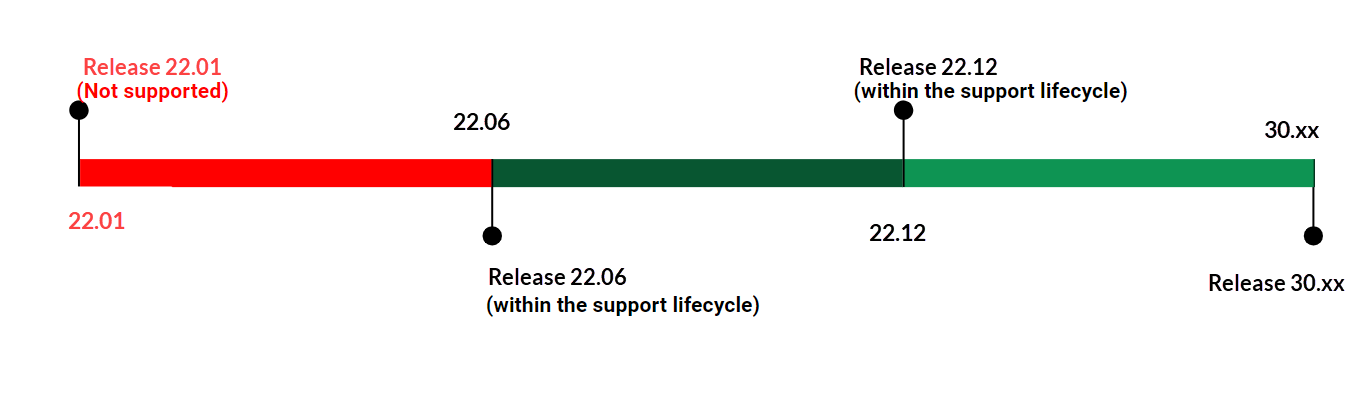 Release 22.01
(Not supported)
22.06
Release 22.12
(within the support lifecycle)
30.xx
22.01
Release 22.06
(within the support lifecycle)
22.12
Release 30.xx